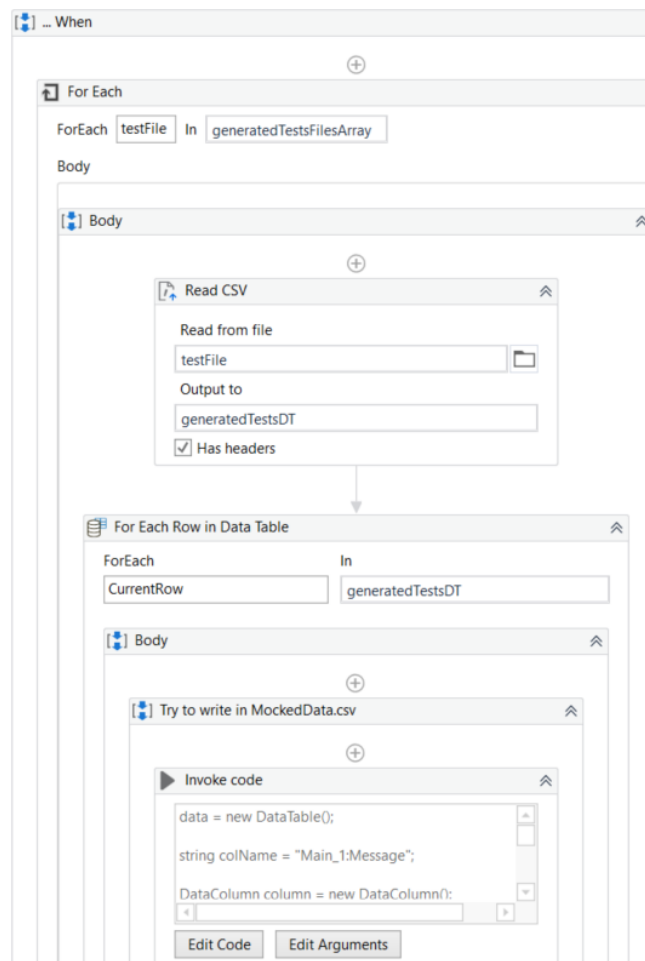 ... When
For Each
ForEach testFile In generatedTestsFilesArray
Body
Body
Read CSV
Read from file
testFile
Output to
generatedTestsDT
Has headers
For Each Row in Data Table
ForEach In
CurrentRow generatedTestsDT
Body
Try to write in MockedData.csv
Invoke code
data = new DataTable();
string colName = "Main_1:Message";
DataColumn column = new DataColumn();
Edit Code Edit Arguments